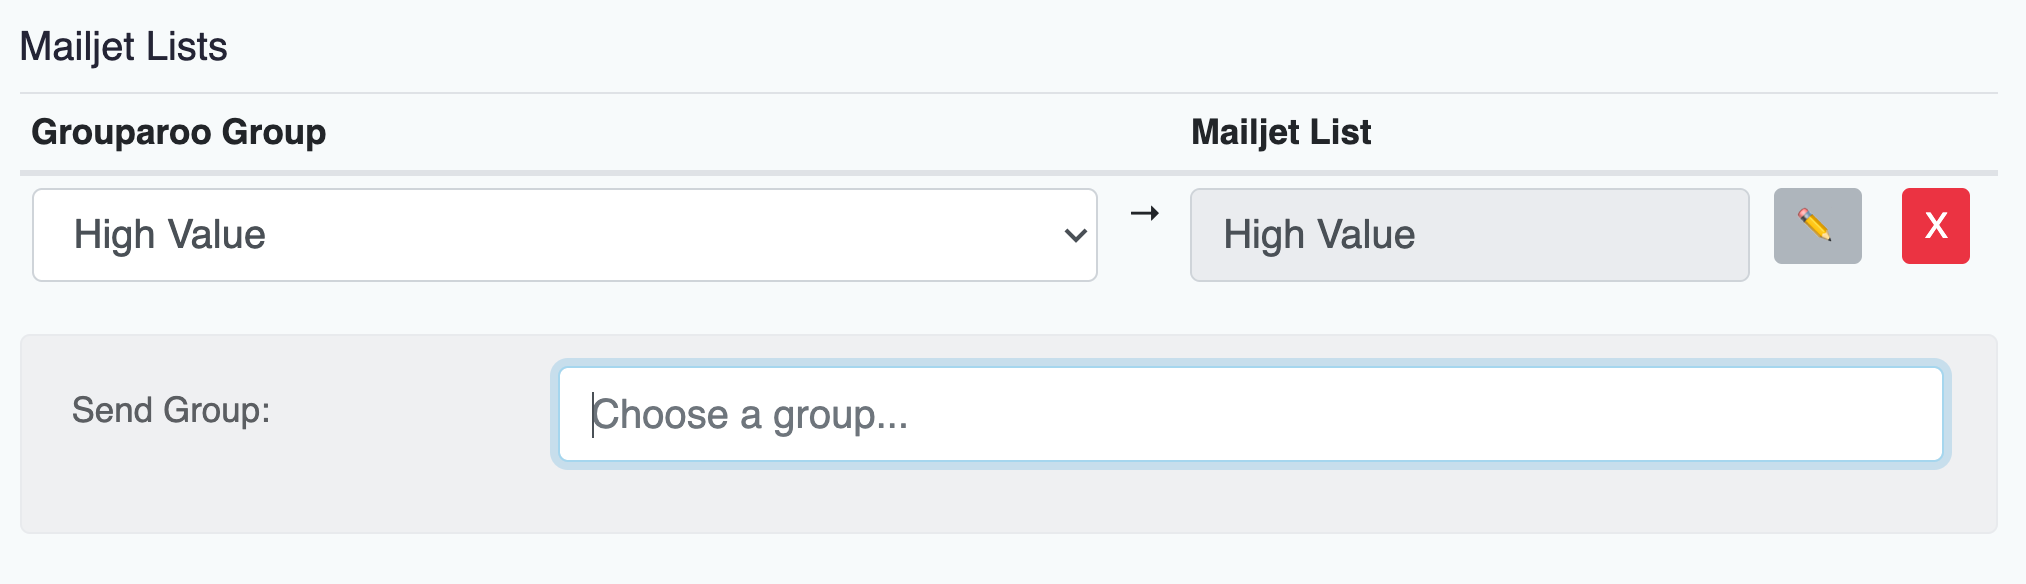 Mailjet Lists
Grouparoo Group Mailjet List
High Value → High Value X
Send Group: Choose a group...